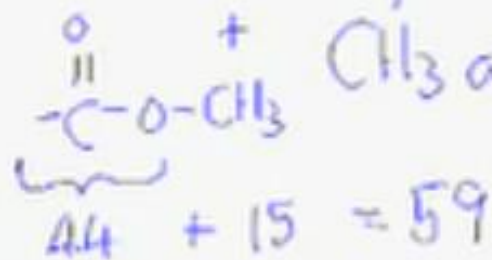 O + CH3
-C-O-CH3
44 + 15 = 59